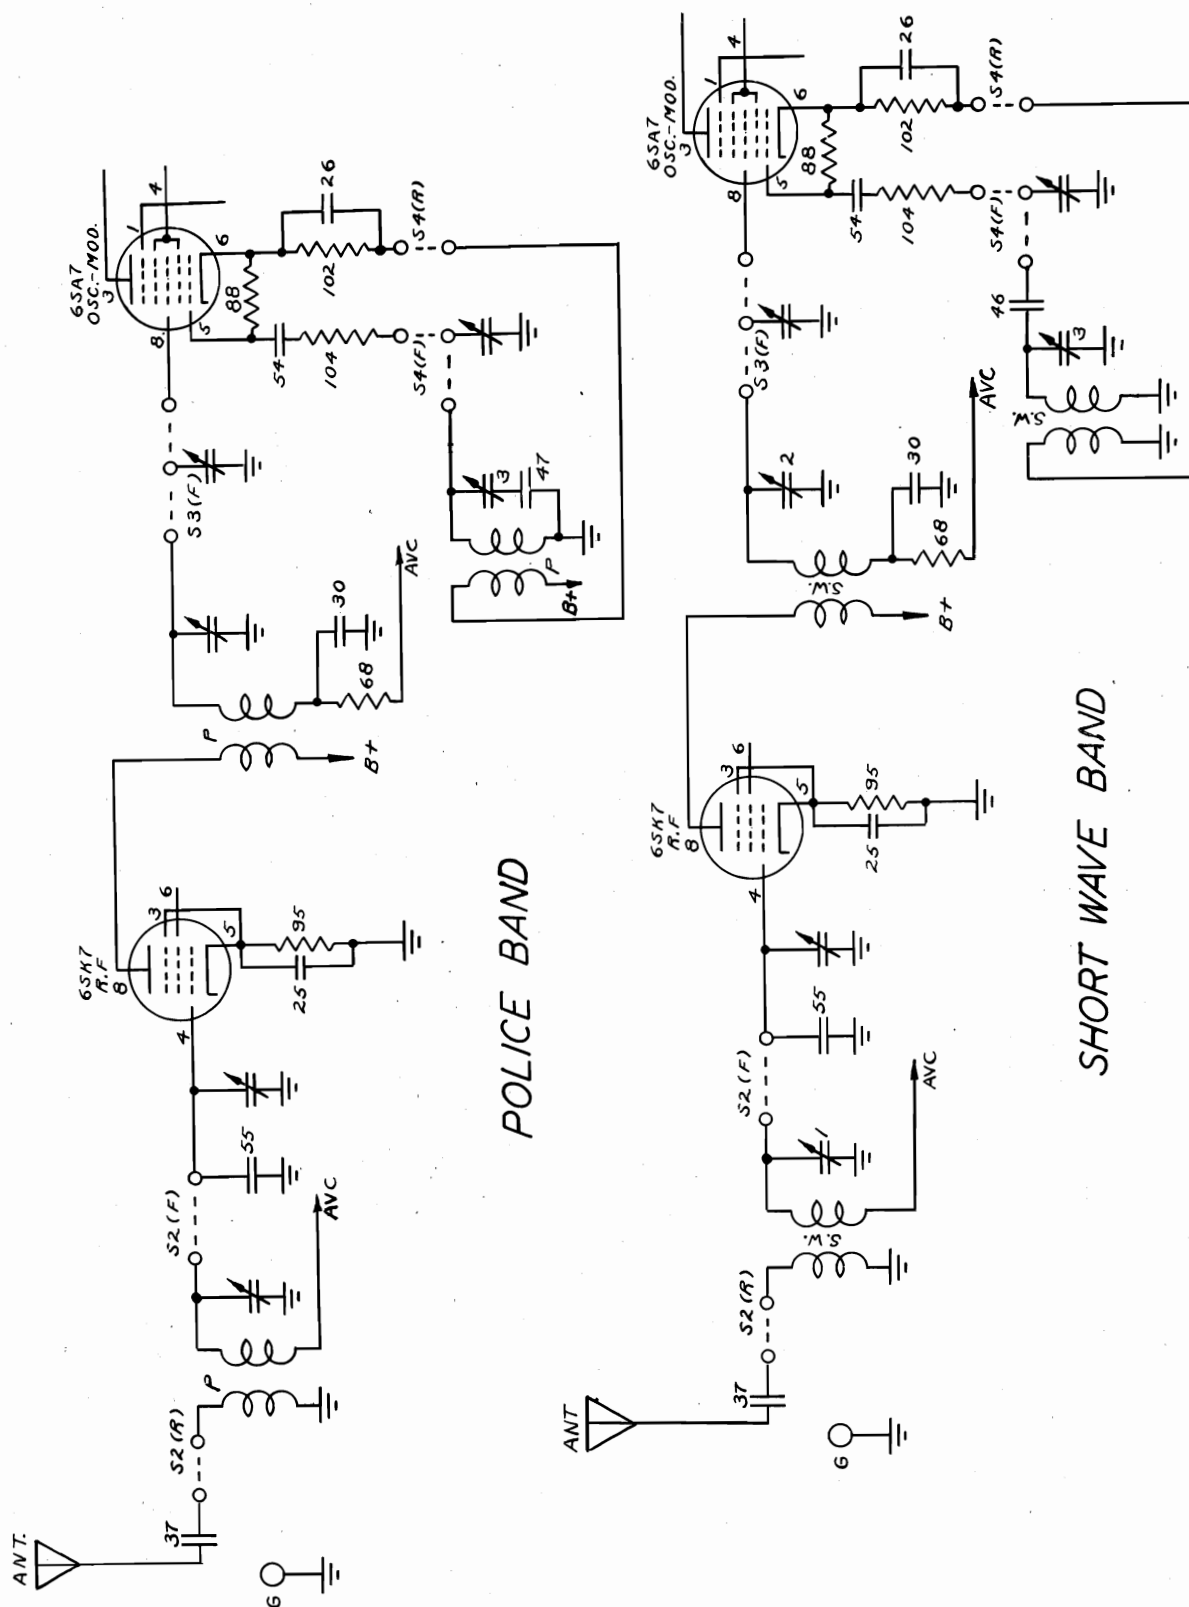 ANT.
37
G
S2(R)
P
S2(F)
55
AVC
6SK7
R.F
8
4
3
6
5
25
95
P
B+
30
68
AVC
S3(F)
6SA7
OSC.-MOD.
3
8.
1
4
5
6
88
54
104
102
26
S4(F)
S4(R)
3
47
P
B+
POLICE BAND
ANT
37
G
S2(R)
S.W.
1
S2(F)
55
AVC
6SK7
R.F
8
4
3
6
5
25
95
S.W.
B+
2
30
68
AVC
S3(F)
6SA7
OSC.-MOD.
3
8
1
4
5
6
88
54
104
102
26
S4(F)
S4(R)
46
3
S.W.
SHORT WAVE BAND